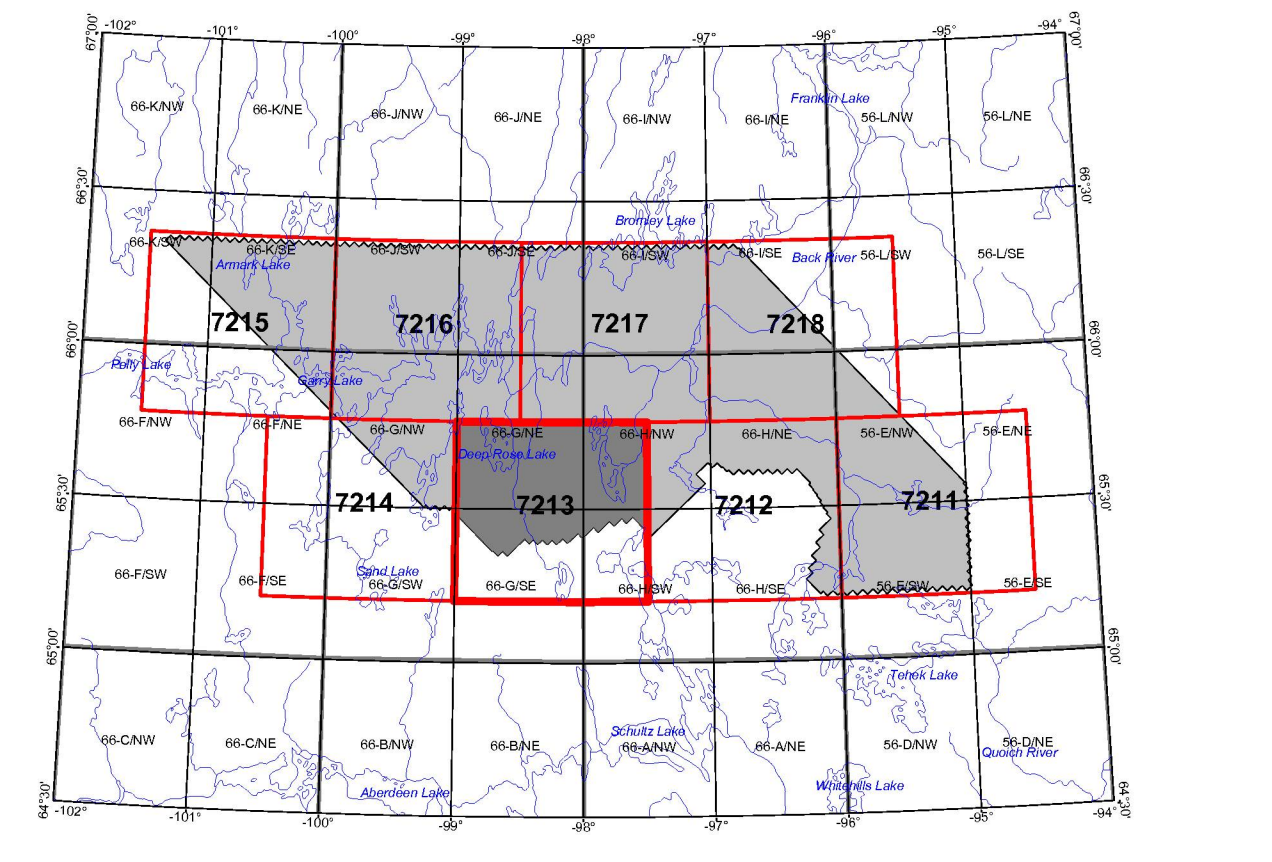 -102° -101° -100° -99° -98° -97° -96° -95° -94°
67°00' 67°00'
66-K/NW 66-K/NE 66-J/NW 66-J/NE 66-I/NW 66-I/NE 56-L/NW 56-L/NE
Franklin Lake
66°30' 66°30'
Bromley Lake
66-K/SW 66-K/SE 66-J/SW 66-J/SE 66-I/SW 66-I/SE 56-L/SW 56-L/SE
Armark Lake Back River
7215 7216 7217 7218
66°00' 66°00'
Pelly Lake Garry Lake
66-F/NW 66-F/NE 66-G/NW 66-G/NE 66-H/NW 66-H/NE 56-E/NW 56-E/NE
Deep Rose Lake
65°30' 65°30'
7214 7213 7212 7211
Sand Lake
66-F/SW 66-F/SE 66-G/SW 66-G/SE 66-H/SW 66-H/SE 56-E/SW 56-E/SE
65°00' 65°00'
Tehek Lake
Schultz Lake
66-C/NW 66-C/NE 66-B/NW 66-B/NE 66-A/NW 66-A/NE 56-D/NW 56-D/NE
Quoich River
Aberdeen Lake Whitehills Lake
64°30' 64°30'
-102° -101° -100° -99° -98° -97° -96° -95° -94°